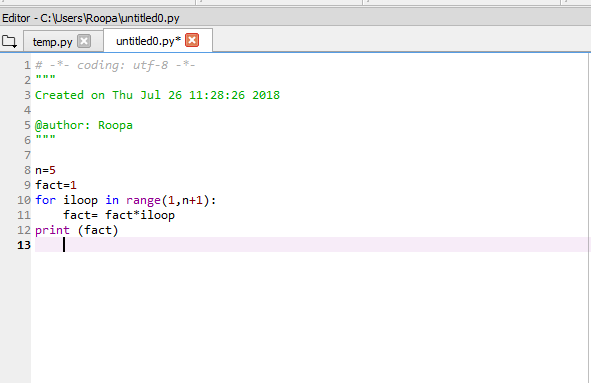 Editor - C:\Users\Roopa\untitled0.py
temp.py untitled0.py*
1 # -*- coding: utf-8 -*-
2 """
3 Created on Thu Jul 26 11:28:26 2018
4
5 @author: Roopa
6 """
7
8 n=5
9 fact=1
10 for iloop in range(1,n+1):
11     fact= fact*iloop
12 print (fact)
13